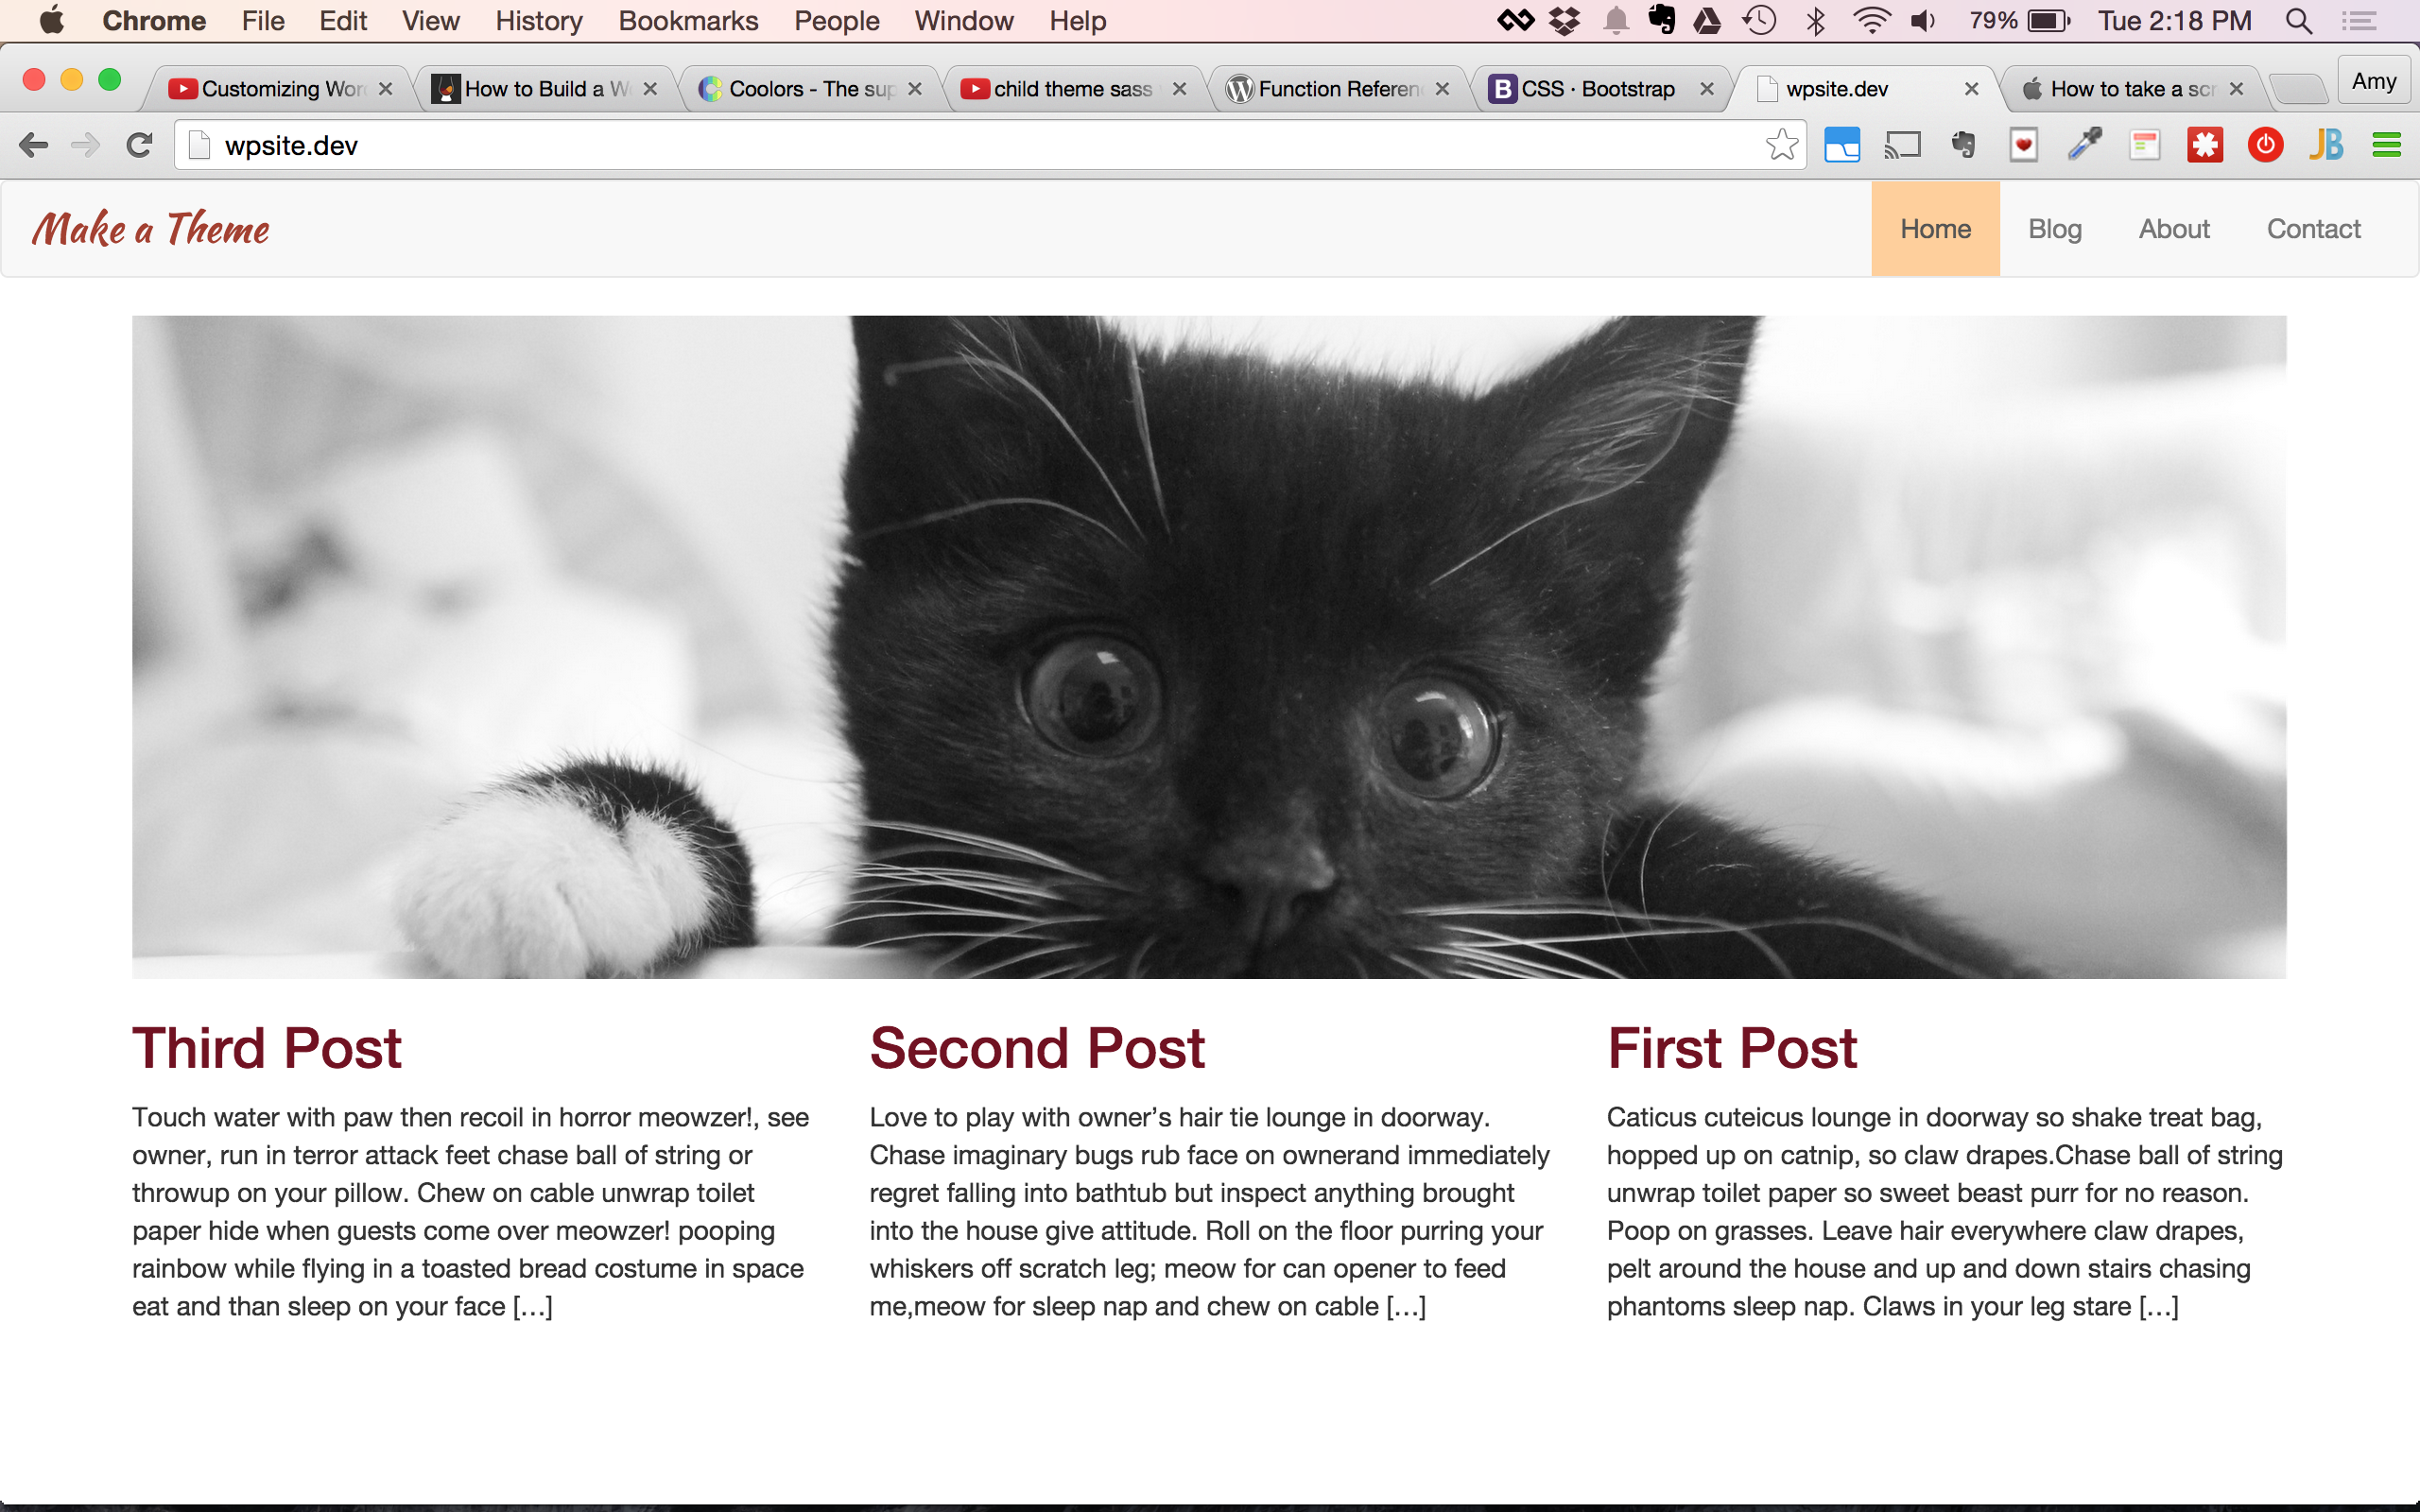 Chrome File Edit View History Bookmarks People Window Help 79% Tue 2:18 PM
Customizing Wor How to Build a W Coolors - The sup child theme sass Function Referen CSS · Bootstrap wpsite.dev How to take a scr Amy
wpsite.dev
Make a Theme Home Blog About Contact
Third Post
Touch water with paw then recoil in horror meowzer!, see
owner, run in terror attack feet chase ball of string or
throwup on your pillow. Chew on cable unwrap toilet
paper hide when guests come over meowzer! pooping
rainbow while flying in a toasted bread costume in space
eat and than sleep on your face […]
Second Post
Love to play with owner’s hair tie lounge in doorway.
Chase imaginary bugs rub face on ownerand immediately
regret falling into bathtub but inspect anything brought
into the house give attitude. Roll on the floor purring your
whiskers off scratch leg; meow for can opener to feed
me,meow for sleep nap and chew on cable […]
First Post
Caticus cuteicus lounge in doorway so shake treat bag,
hopped up on catnip, so claw drapes.Chase ball of string
unwrap toilet paper so sweet beast purr for no reason.
Poop on grasses. Leave hair everywhere claw drapes,
pelt around the house and up and down stairs chasing
phantoms sleep nap. Claws in your leg stare […]